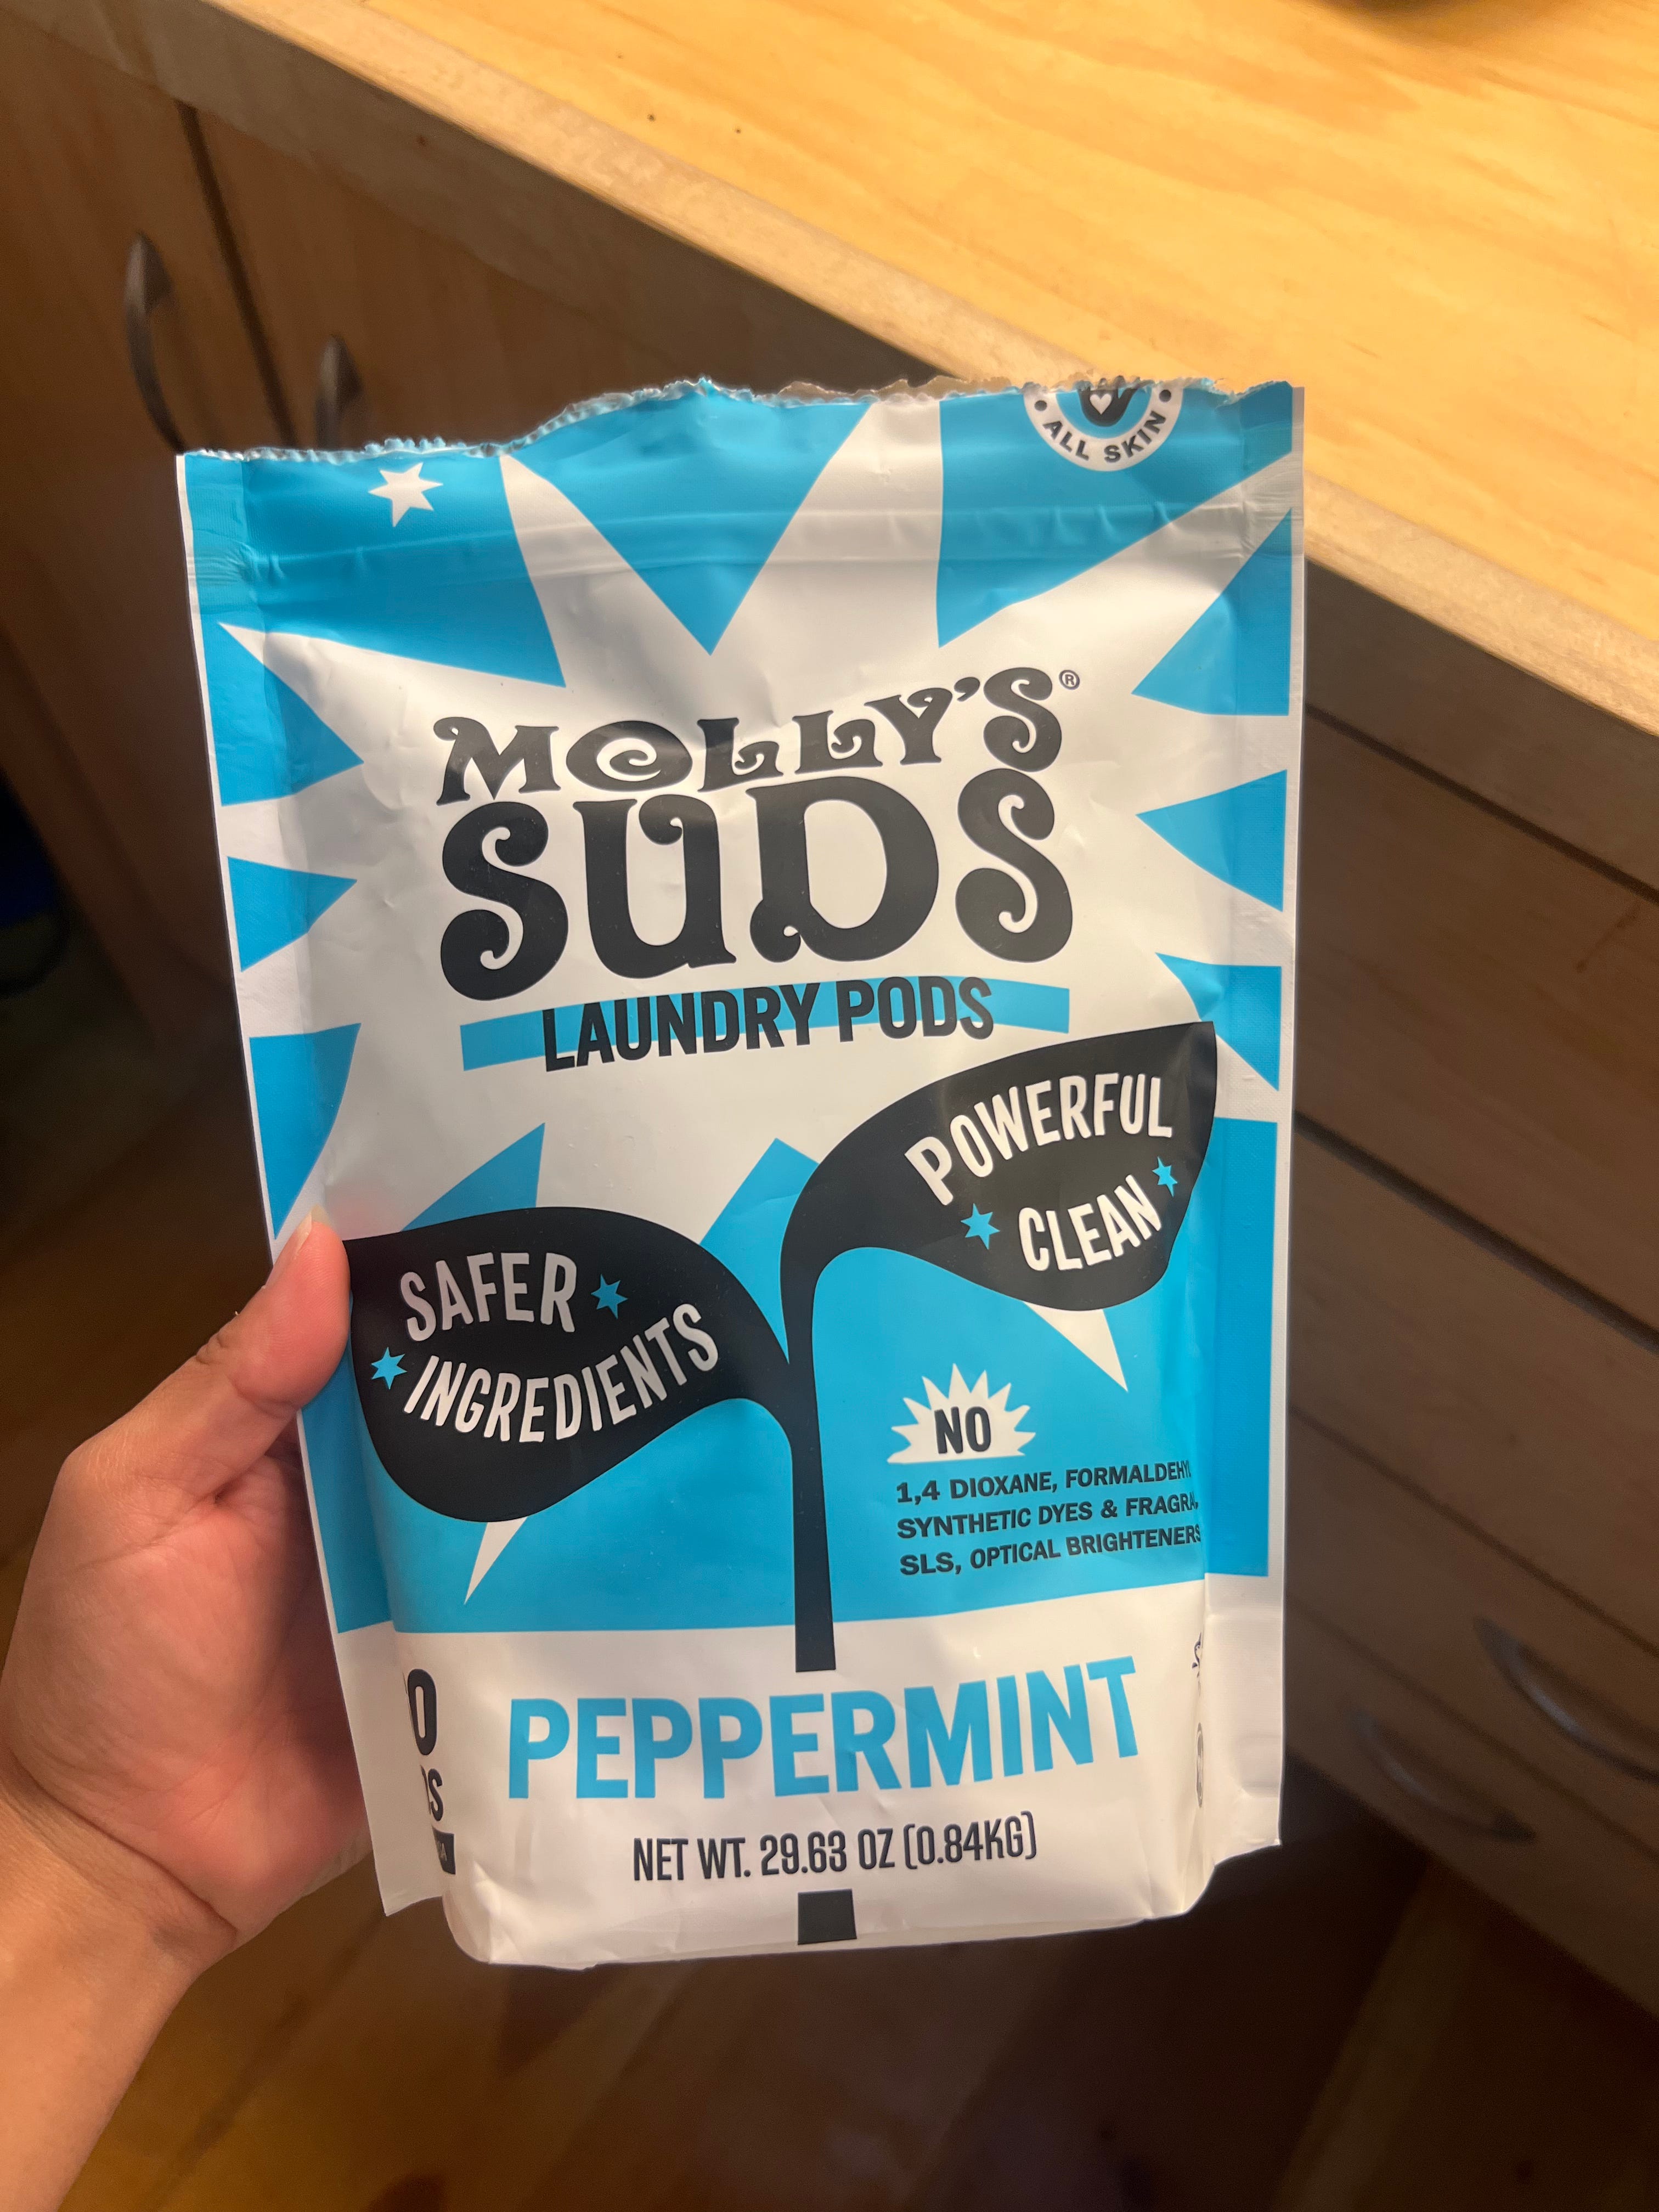 ALL SKIN
MOLLY'S®
SUDS
LAUNDRY PODS
POWERFUL
CLEAN
SAFER
INGREDIENTS
NO
1,4 DIOXANE, FORMALDEHY
SYNTHETIC DYES & FRAGRA
SLS, OPTICAL BRIGHTENERS
PEPPERMINT
NET WT. 29.63 OZ (0.84KG)